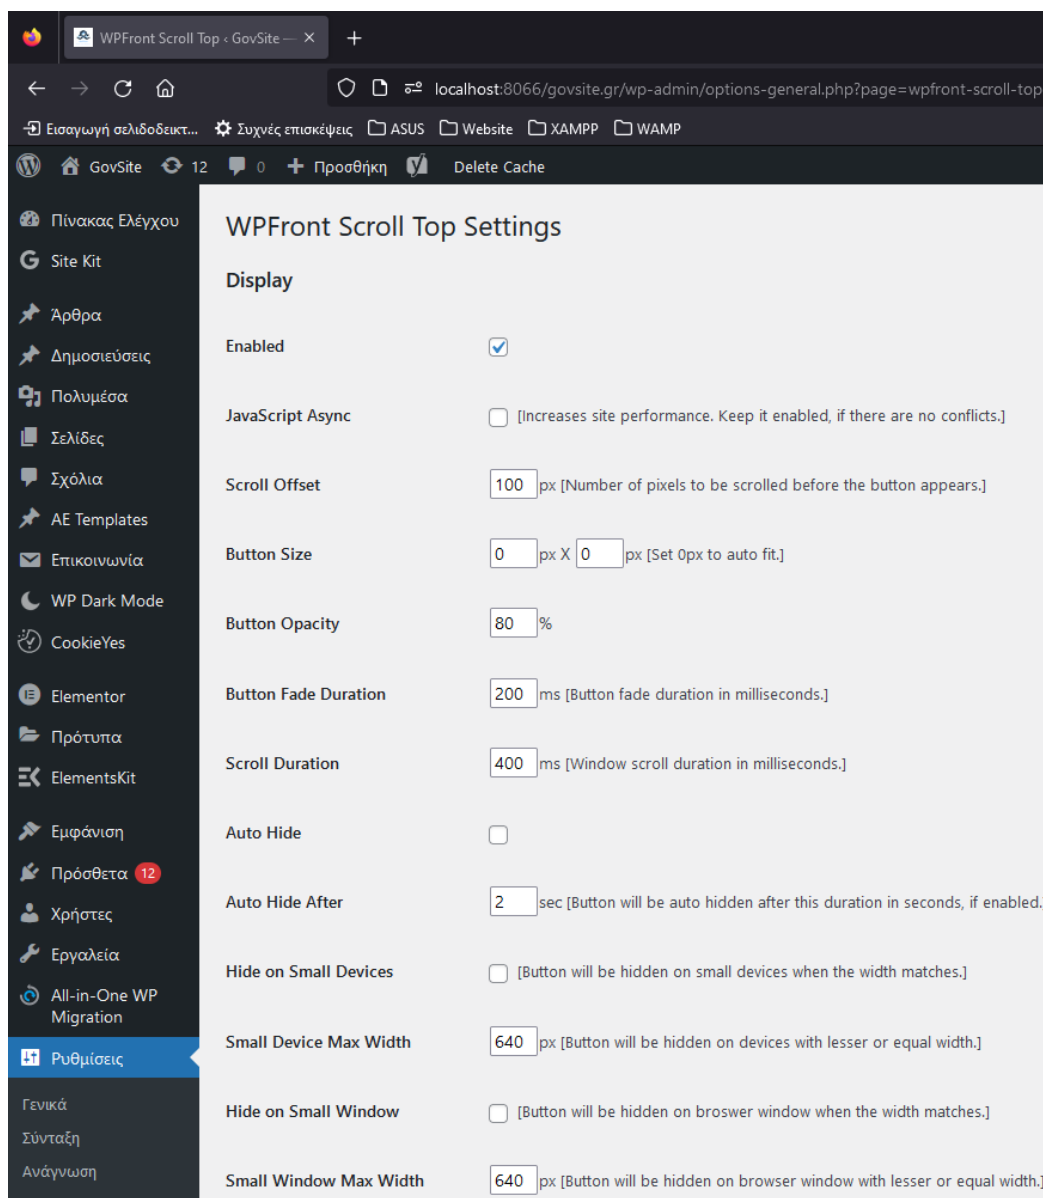 WPFront Scroll Top ‹ GovSite —
localhost:8066/govsite.gr/wp-admin/options-general.php?page=wpfront-scroll-top
Εισαγωγή σελιδοδεικτ... Συχνές επισκέψεις ASUS Website XAMPP WAMP
GovSite 12 0 Προσθήκη Delete Cache
Πίνακας Ελέγχου
Site Kit
Άρθρα
Δημοσιεύσεις
Πολυμέσα
Σελίδες
Σχόλια
AE Templates
Επικοινωνία
WP Dark Mode
CookieYes
Elementor
Πρότυπα
ElementsKit
Εμφάνιση
Πρόσθετα 12
Χρήστες
Εργαλεία
All-in-One WP
Migration
Ρυθμίσεις
Γενικά
Σύνταξη
Ανάγνωση
WPFront Scroll Top Settings
Display
Enabled
JavaScript Async [Increases site performance. Keep it enabled, if there are no conflicts.]
Scroll Offset 100 px [Number of pixels to be scrolled before the button appears.]
Button Size 0 px X 0 px [Set 0px to auto fit.]
Button Opacity 80 %
Button Fade Duration 200 ms [Button fade duration in milliseconds.]
Scroll Duration 400 ms [Window scroll duration in milliseconds.]
Auto Hide
Auto Hide After 2 sec [Button will be auto hidden after this duration in seconds, if enabled.
Hide on Small Devices [Button will be hidden on small devices when the width matches.]
Small Device Max Width 640 px [Button will be hidden on devices with lesser or equal width.]
Hide on Small Window [Button will be hidden on broswer window when the width matches.]
Small Window Max Width 640 px [Button will be hidden on browser window with lesser or equal width.]